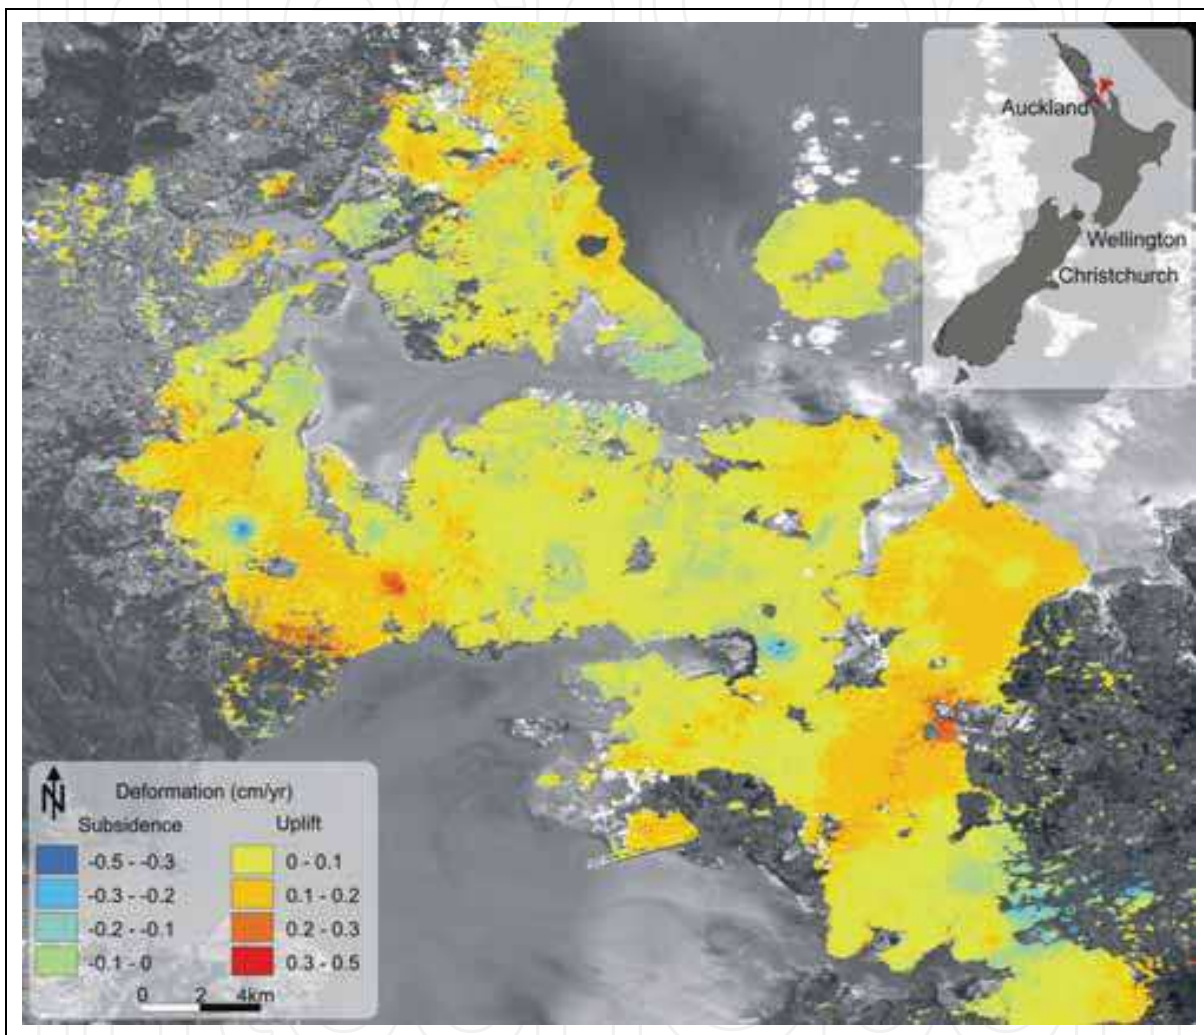 Auckland
Wellington
Christchurch
N
Deformation (cm/yr)
Subsidence Uplift
-0.5 - -0.3 0 - 0.1
-0.3 - -0.2 0.1 - 0.2
-0.2 - -0.1 0.2 - 0.3
-0.1 - 0 0.3 - 0.5
0 2 4km